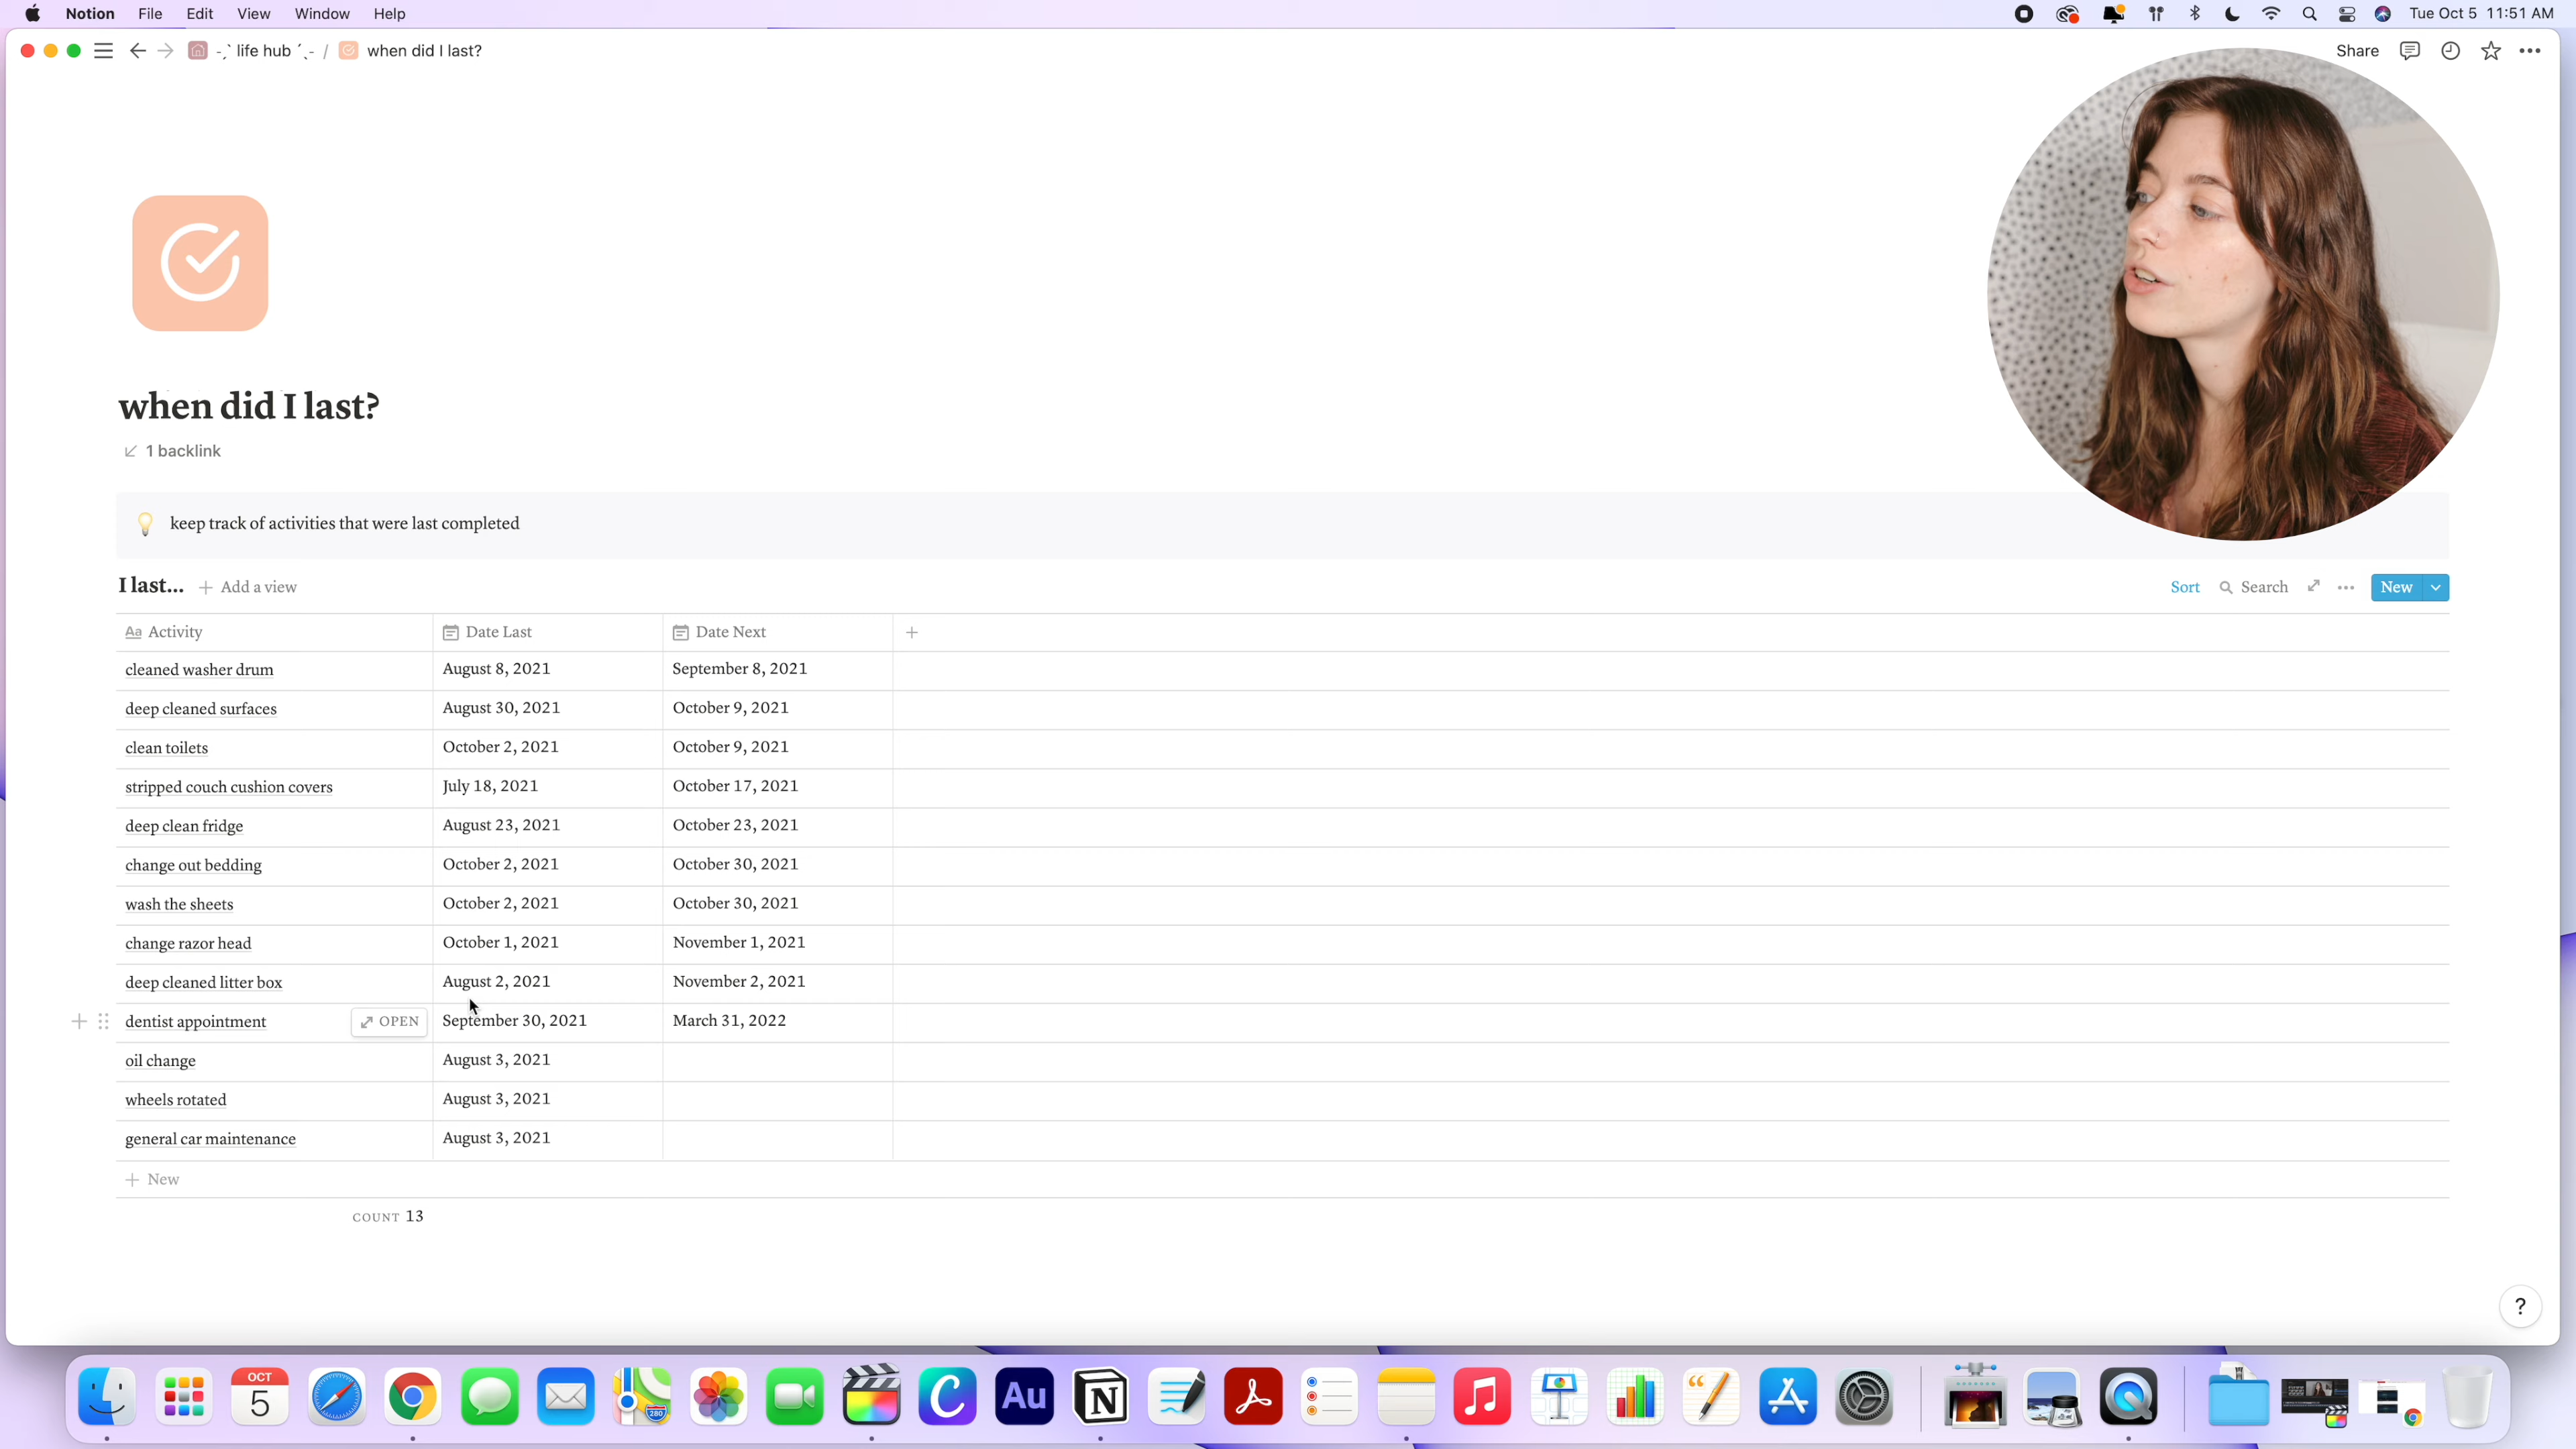 Notion File Edit View Window Help Tue Oct 5 11:51 AM
-ˏˋ life hub ˊˎ- / when did I last? Share
when did I last?
1 backlink
keep track of activities that were last completed
I last... + Add a view Sort Search New
Aa Activity Date Last Date Next
cleaned washer drum August 8, 2021 September 8, 2021
deep cleaned surfaces August 30, 2021 October 9, 2021
clean toilets October 2, 2021 October 9, 2021
stripped couch cushion covers July 18, 2021 October 17, 2021
deep clean fridge August 23, 2021 October 23, 2021
change out bedding October 2, 2021 October 30, 2021
wash the sheets October 2, 2021 October 30, 2021
change razor head October 1, 2021 November 1, 2021
deep cleaned litter box August 2, 2021 November 2, 2021
dentist appointment OPEN September 30, 2021 March 31, 2022
oil change August 3, 2021
wheels rotated August 3, 2021
general car maintenance August 3, 2021
+ New
COUNT 13
?
OCT
5
280
Au